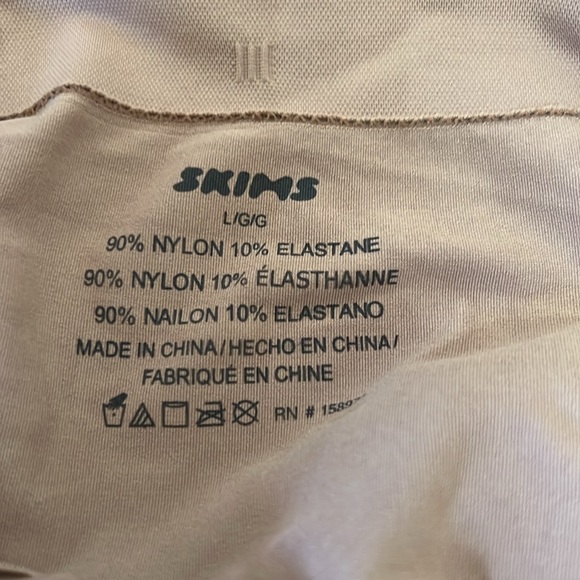 SKIMS
L/G/G
90% NYLON 10% ELASTANE
90% NYLON 10% ÉLASTHANNE
90% NAILON 10% ELASTANO
MADE IN CHINA/HECHO EN CHINA/
FABRIQUÉ EN CHINE
RN #